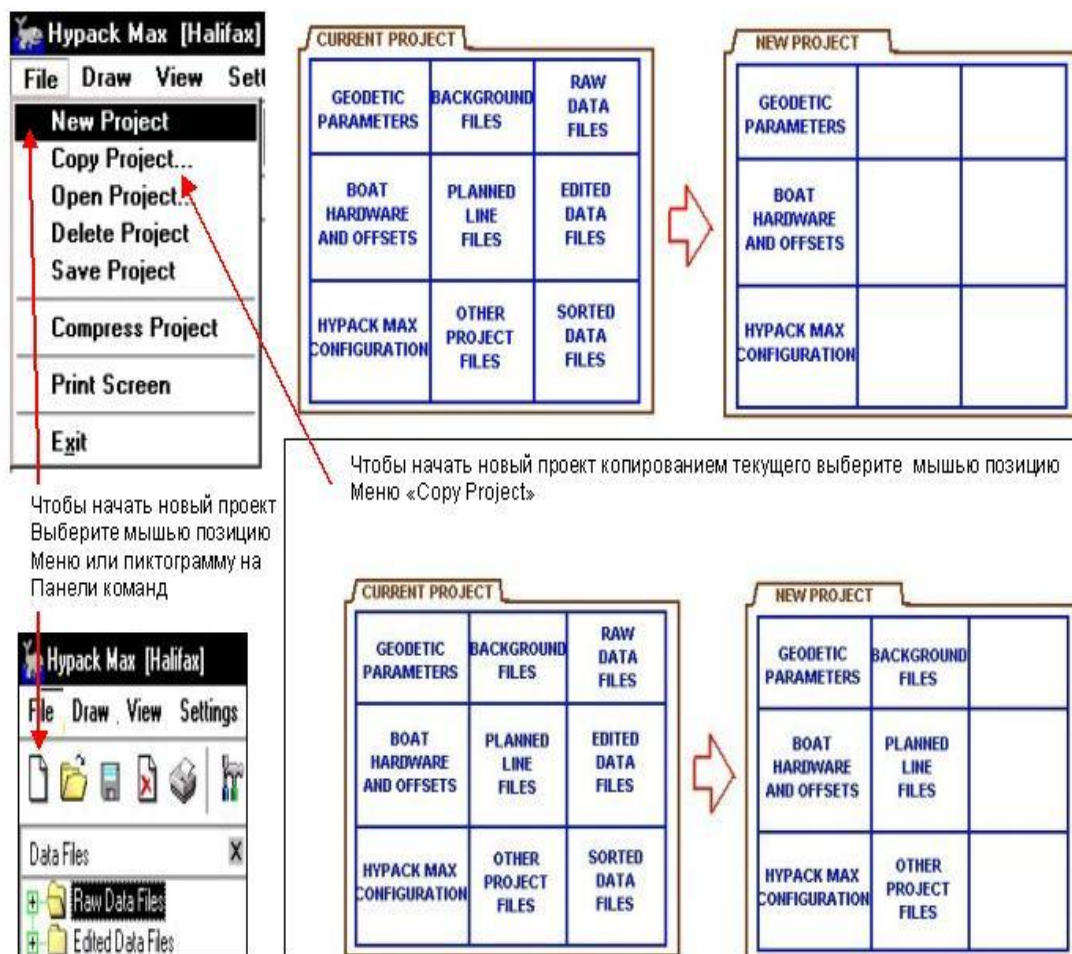 Hypack Max [Halifax]
File Draw View Sett
New Project
Copy Project...
Open Project...
Delete Project
Save Project
Compress Project
Print Screen
Exit
CURRENT PROJECT
GEODETIC
PARAMETERS
BACKGROUND
FILES
RAW
DATA
FILES
BOAT
HARDWARE
AND OFFSETS
PLANNED
LINE
FILES
EDITED
DATA
FILES
HYPACK MAX
CONFIGURATION
OTHER
PROJECT
FILES
SORTED
DATA
FILES
NEW PROJECT
GEODETIC
PARAMETERS
BOAT
HARDWARE
AND OFFSETS
HYPACK MAX
CONFIGURATION
Чтобы начать новый проект
Выберите мышью позицию
Меню или пиктограмму на
Панели команд
Чтобы начать новый проект копированием текущего выберите мышью позицию
Меню «Copy Project»
Hypack Max [Halifax]
File Draw View Settings
Data Files
Raw Data Files
Edited Data Files
CURRENT PROJECT
GEODETIC
PARAMETERS
BACKGROUND
FILES
RAW
DATA
FILES
BOAT
HARDWARE
AND OFFSETS
PLANNED
LINE
FILES
EDITED
DATA
FILES
HYPACK MAX
CONFIGURATION
OTHER
PROJECT
FILES
SORTED
DATA
FILES
NEW PROJECT
GEODETIC
PARAMETERS
BACKGROUND
FILES
BOAT
HARDWARE
AND OFFSETS
PLANNED
LINE
FILES
HYPACK MAX
CONFIGURATION
OTHER
PROJECT
FILES